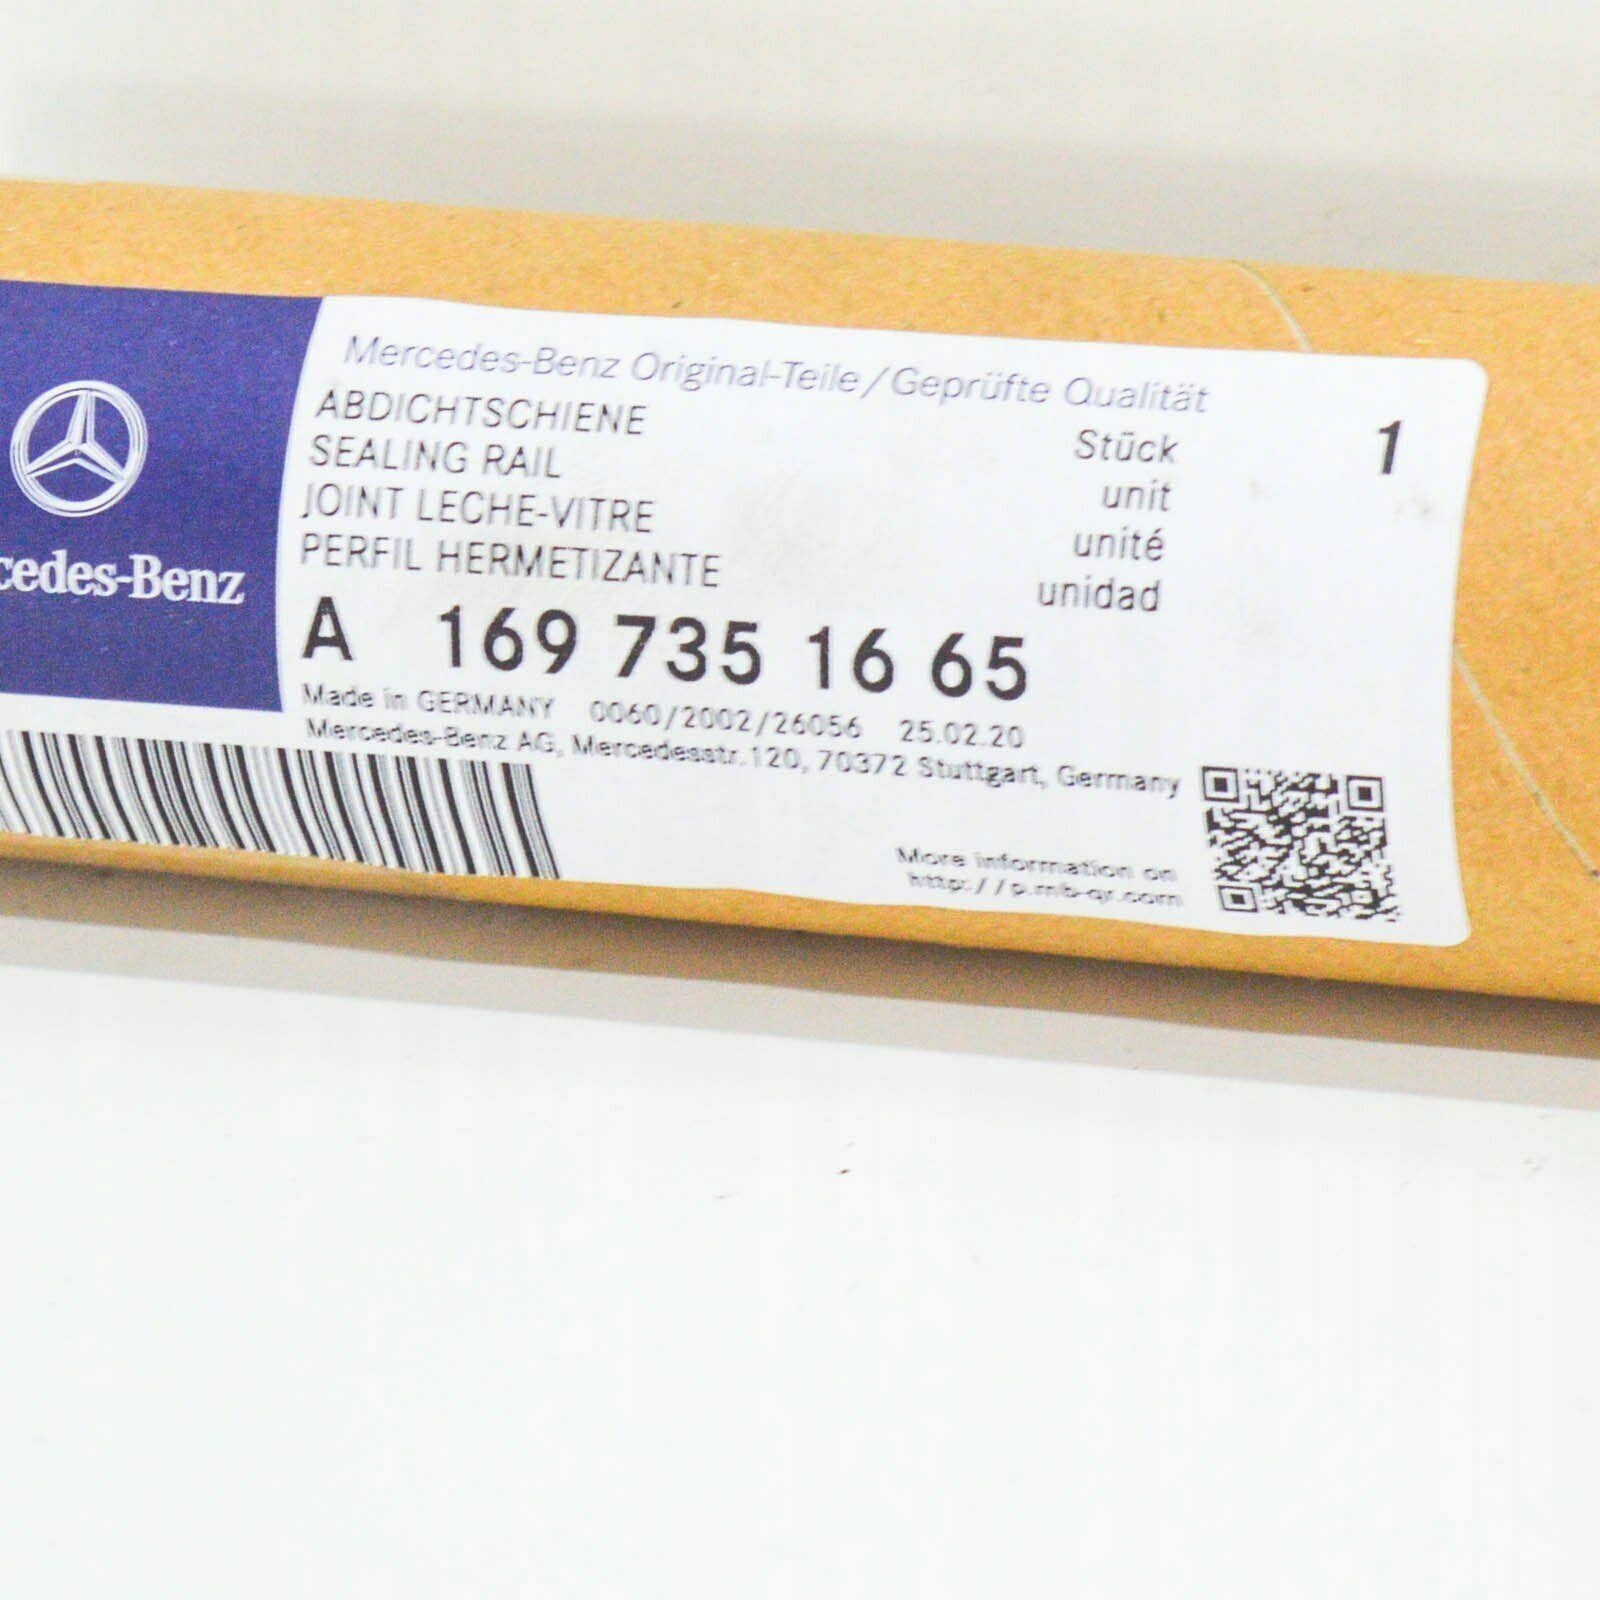 Mercedes-Benz Original-Teile/Geprüfte Qualität
ABDICHTSCHIENE Stück 1
SEALING RAIL unit
JOINT LECHE-VITRE unité
PERFIL HERMETIZANTE unidad
cedes-Benz
A 169 735 16 65
Made in GERMANY 0060/2002/26056 25.02.20
Mercedes-Benz AG, Mercedesstr.120, 70372 Stuttgart, Germany
More information on
http://p.mb-qr.com